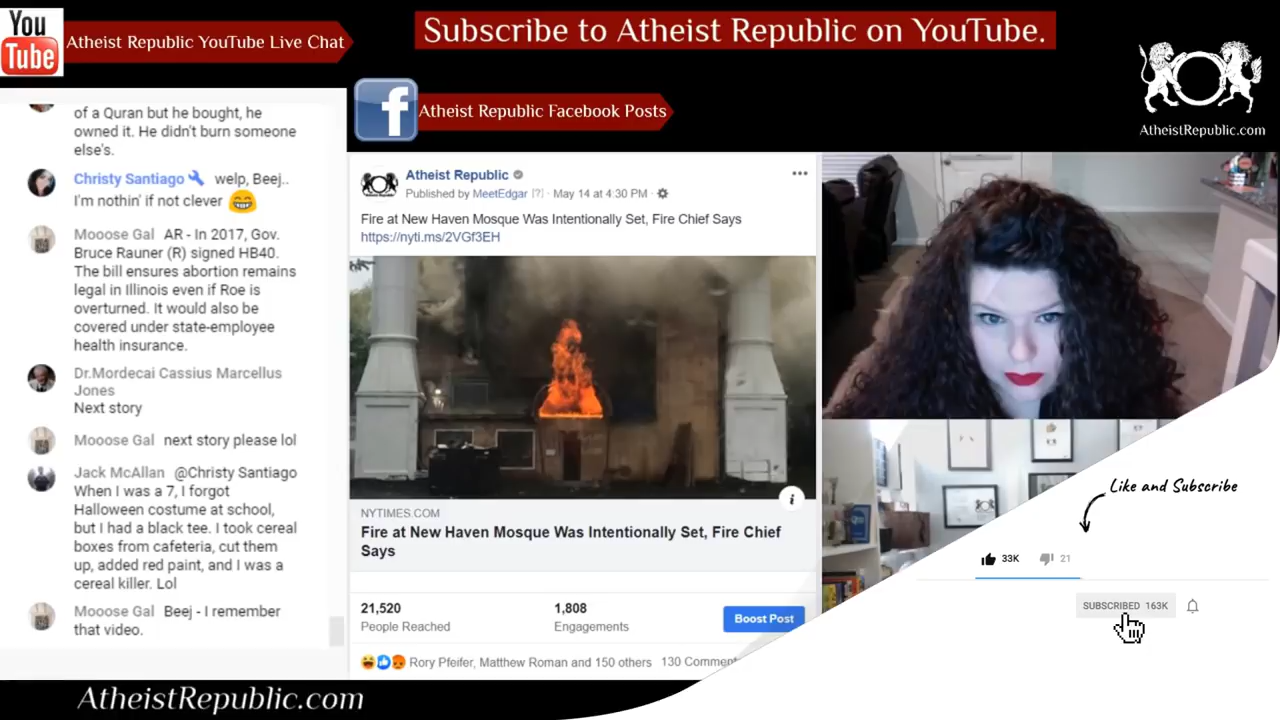 You
Tube
Atheist Republic YouTube Live Chat
Subscribe to Atheist Republic on YouTube.
AtheistRepublic.com
Atheist Republic Facebook Posts
of a Quran but he bought, he
owned it. He didn't burn someone
else's.
Christy Santiago welp, Beej..
I'm nothin' if not clever
Mooose Gal AR - In 2017, Gov.
Bruce Rauner (R) signed HB40.
The bill ensures abortion remains
legal in Illinois even if Roe is
overturned. It would also be
covered under state-employee
health insurance.
Dr.Mordecai Cassius Marcellus
Jones
Next story
Mooose Gal next story please lol
Jack McAllan @Christy Santiago
When I was a 7, I forgot
Halloween costume at school,
but I had a black tee. I took cereal
boxes from cafeteria, cut them
up, added red paint, and I was a
cereal killer. Lol
Mooose Gal Beej - I remember
that video.
Atheist Republic
Published by MeetEdgar [?] · May 14 at 4:30 PM ·
Fire at New Haven Mosque Was Intentionally Set, Fire Chief Says
https://nyti.ms/2VGf3EH
NYTIMES.COM
Fire at New Haven Mosque Was Intentionally Set, Fire Chief
Says
21,520
People Reached
1,808
Engagements
Boost Post
Rory Pfeifer, Matthew Roman and 150 others 130 Comment
Like and Subscribe
33K 21
SUBSCRIBED 163K
AtheistRepublic.com